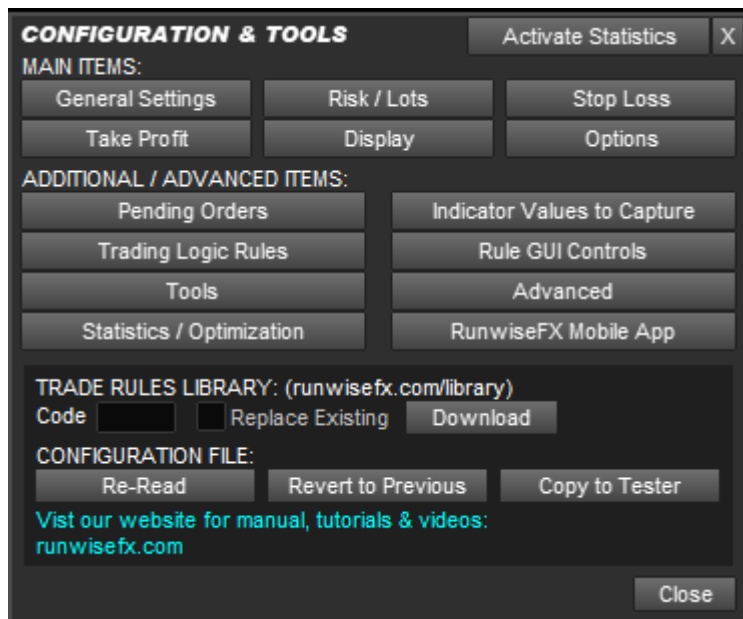 CONFIGURATION & TOOLS Activate Statistics X
MAIN ITEMS:
General Settings Risk / Lots Stop Loss
Take Profit Display Options
ADDITIONAL / ADVANCED ITEMS:
Pending Orders Indicator Values to Capture
Trading Logic Rules Rule GUI Controls
Tools Advanced
Statistics / Optimization RunwiseFX Mobile App
TRADE RULES LIBRARY: (runwisefx.com/library)
Code Replace Existing Download
CONFIGURATION FILE:
Re-Read Revert to Previous Copy to Tester
Vist our website for manual, tutorials & videos:
runwisefx.com
Close